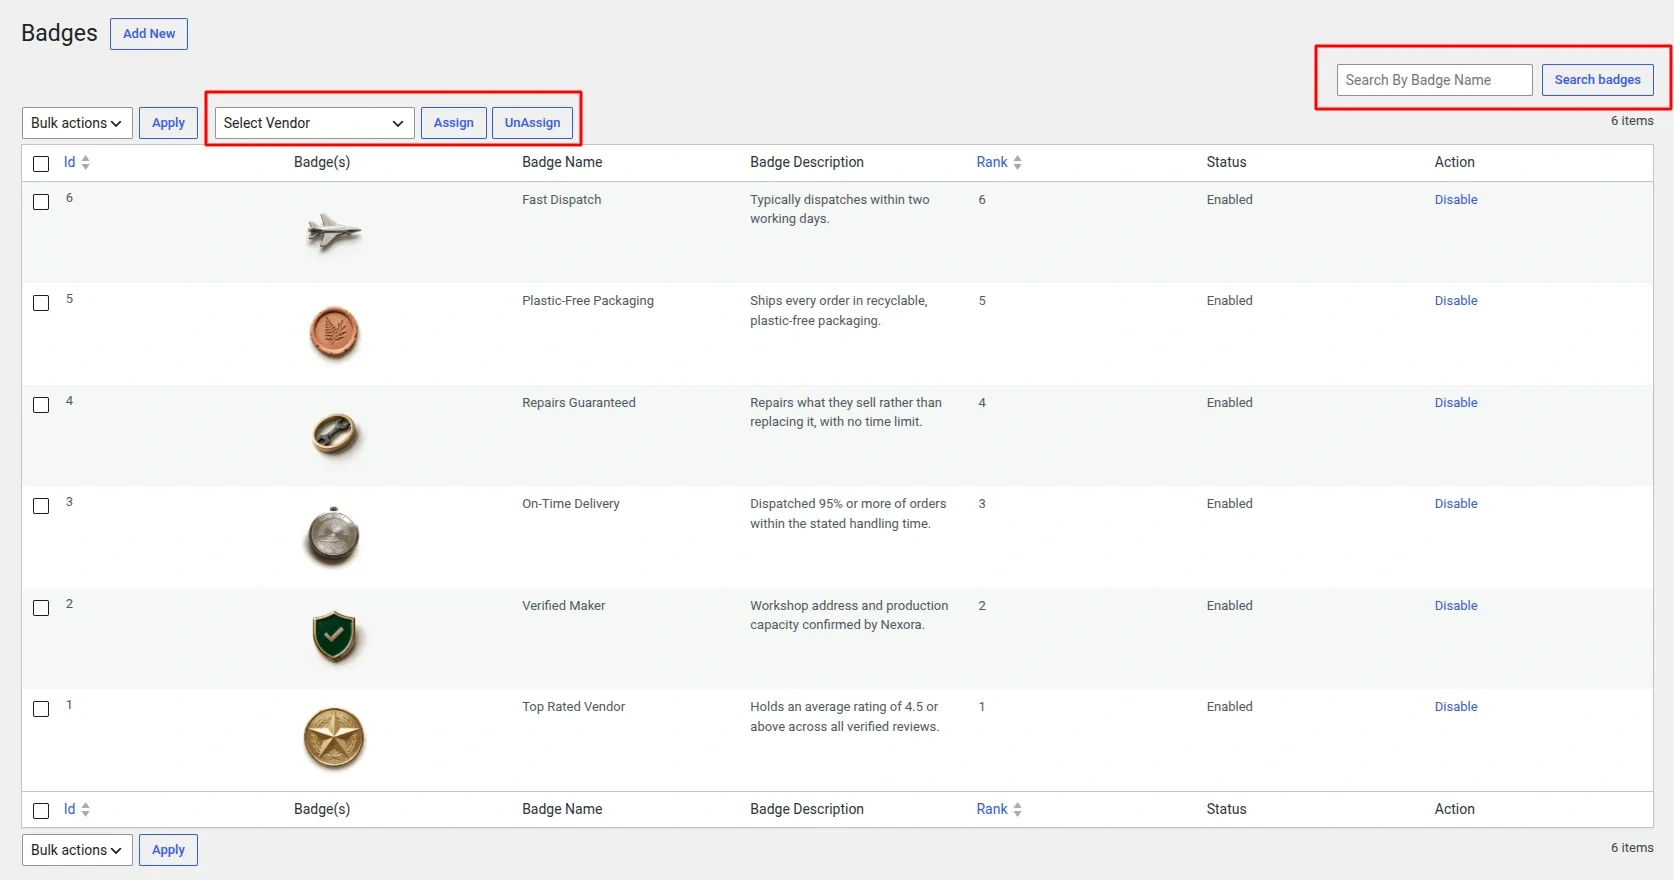 Badges Add New
Search By Badge Name Search badges
Bulk actions Apply Select Vendor Assign UnAssign 6 items
Id Badge(s) Badge Name Badge Description Rank Status Action
6 Fast Dispatch Typically dispatches within two 6 Enabled Disable
working days.
5 Plastic-Free Packaging Ships every order in recyclable, 5 Enabled Disable
plastic-free packaging.
4 Repairs Guaranteed Repairs what they sell rather than 4 Enabled Disable
replacing it, with no time limit.
3 On-Time Delivery Dispatched 95% or more of orders 3 Enabled Disable
within the stated handling time.
2 Verified Maker Workshop address and production 2 Enabled Disable
capacity confirmed by Nexora.
1 Top Rated Vendor Holds an average rating of 4.5 or 1 Enabled Disable
above across all verified reviews.
Id Badge(s) Badge Name Badge Description Rank Status Action
Bulk actions Apply 6 items